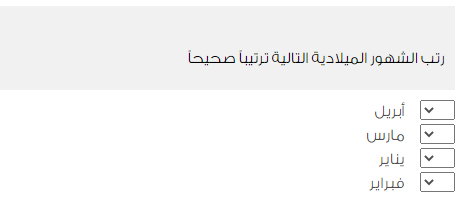 رتب الشهور الميلادية التالية ترتيباً صحيحاً
أبريل
مارس
يناير
فبراير